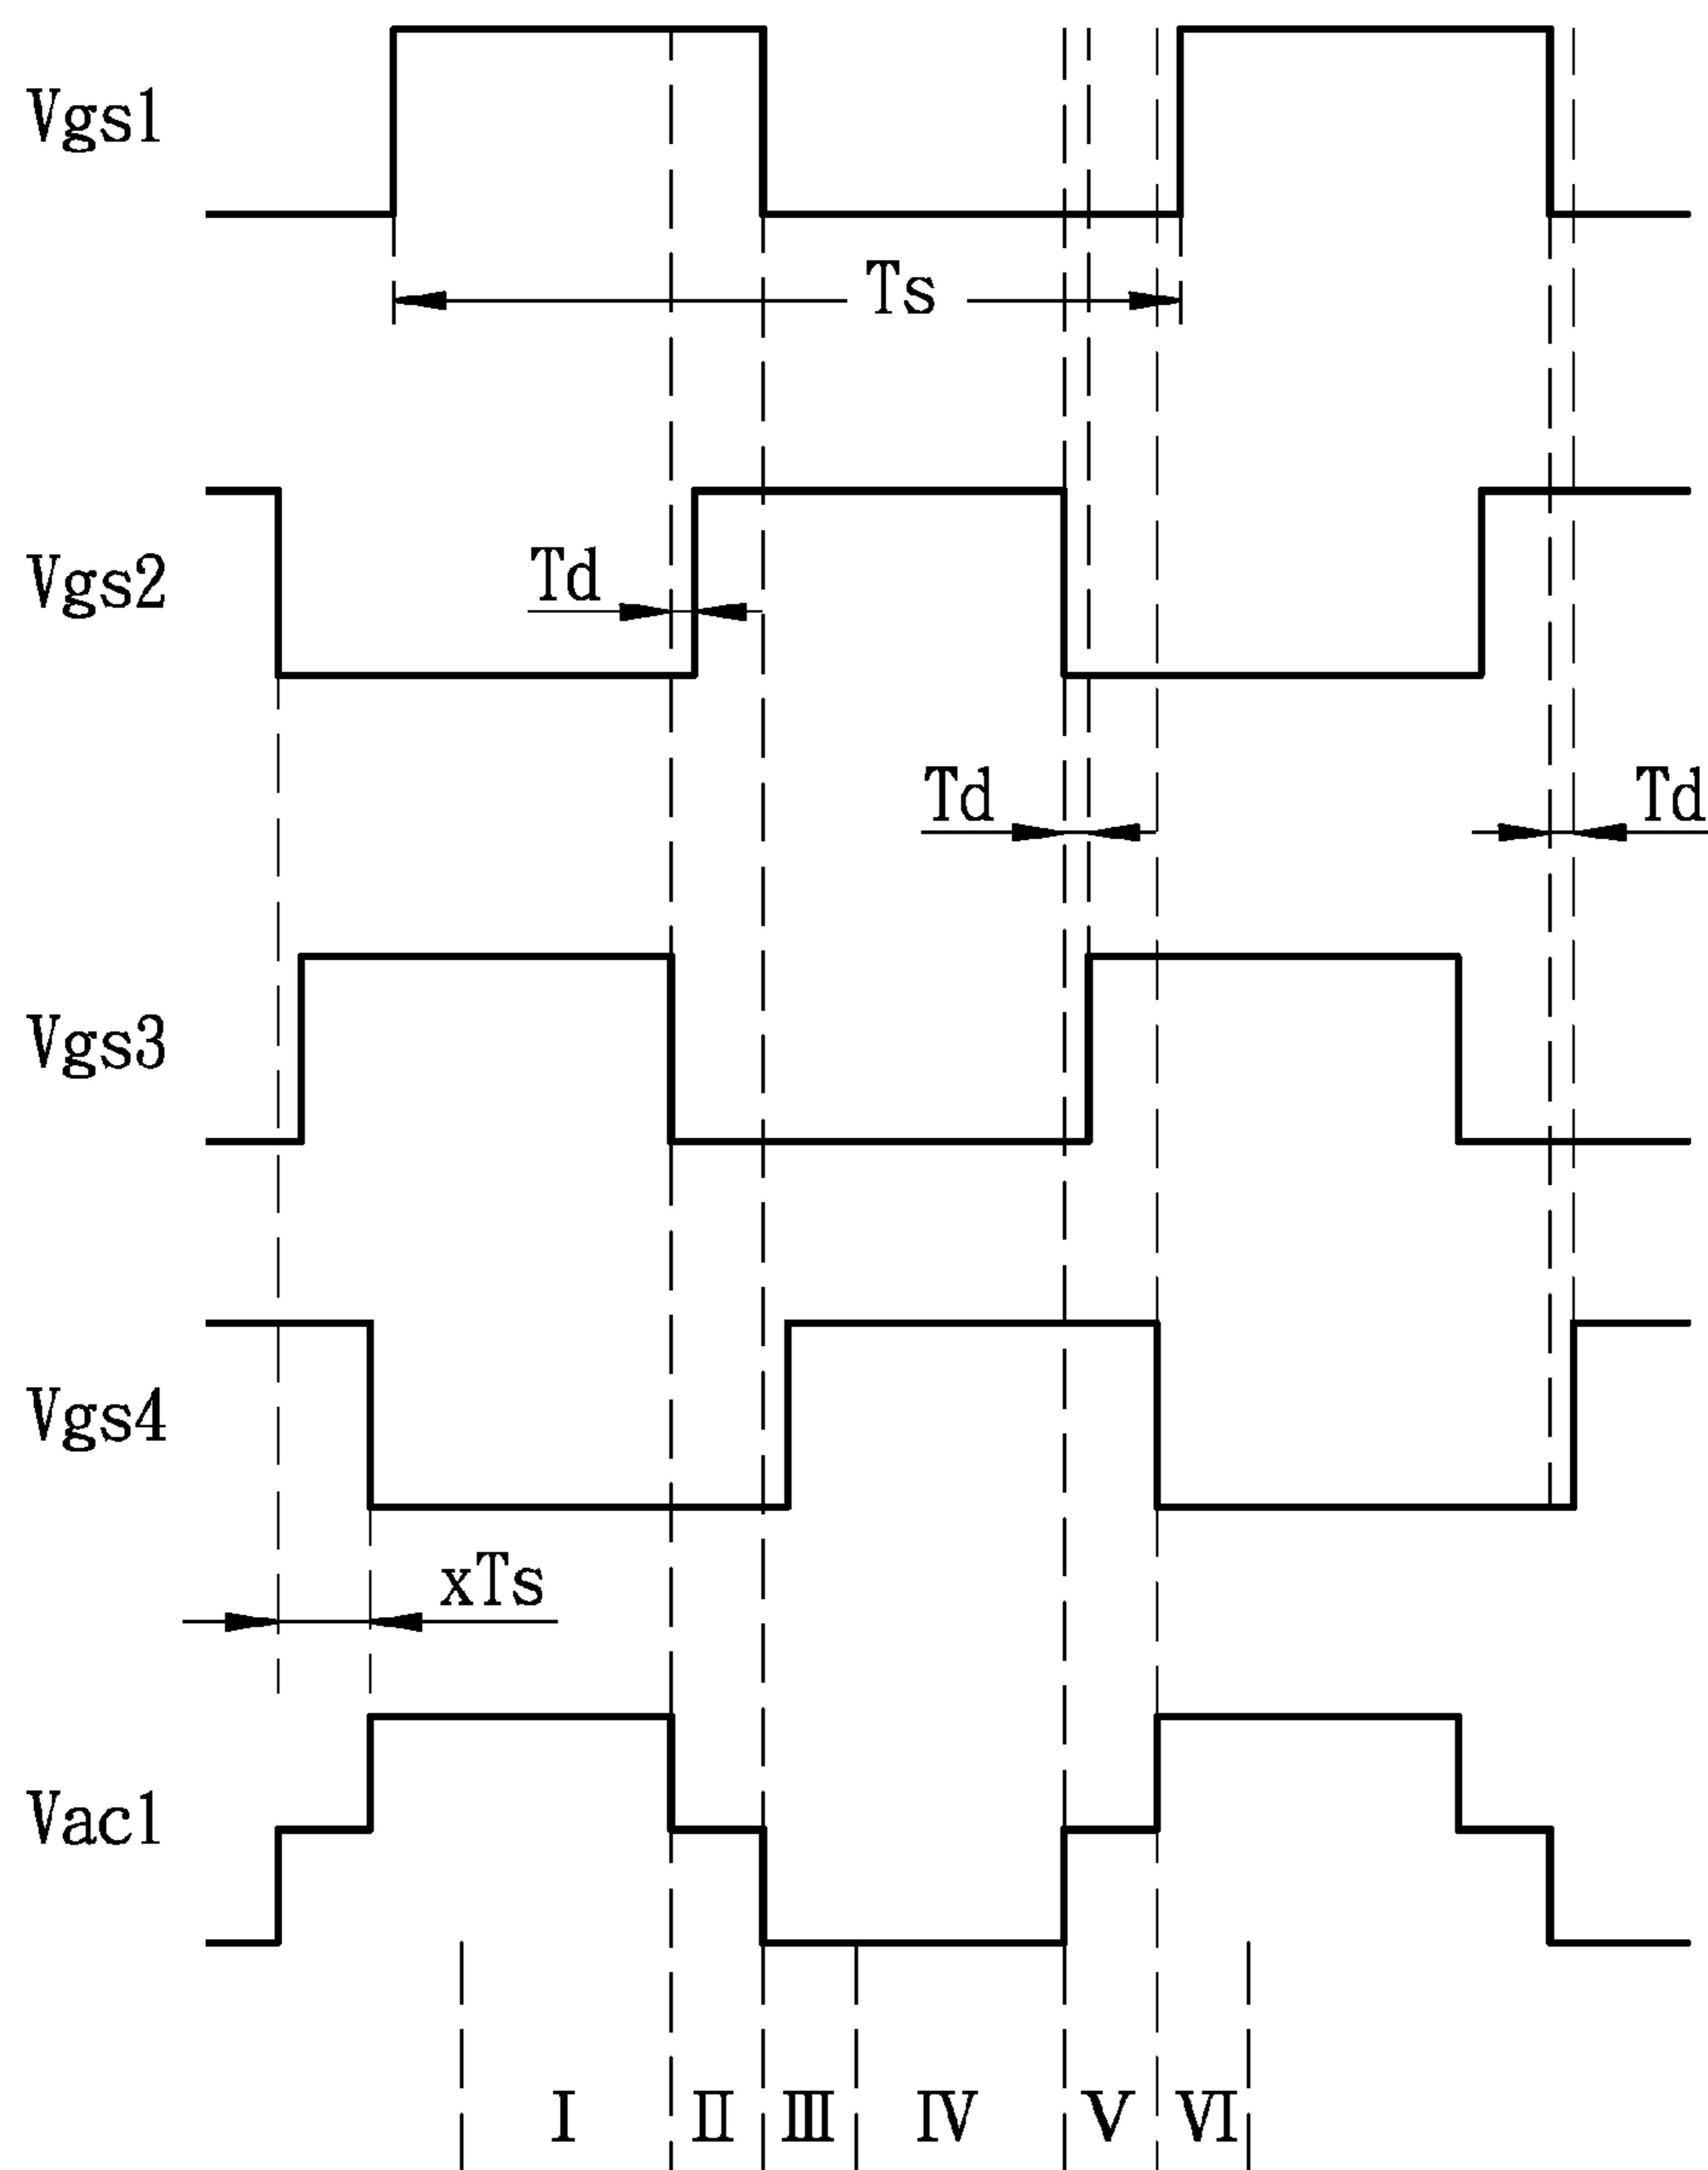 Vgs1
Ts
Vgs2
Td
Td
Td
Vgs3
Vgs4
xTs
Vac1
Ⅰ Ⅱ Ⅲ Ⅳ Ⅴ Ⅵ